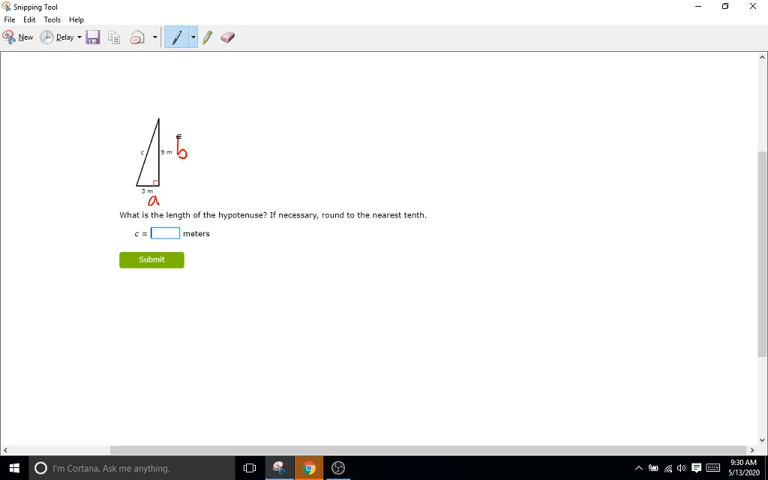 Snipping Tool
File Edit Tools Help
New Delay
c
9 m
b
3 m
a
What is the length of the hypotenuse? If necessary, round to the nearest tenth.
c = meters
Submit
I'm Cortana. Ask me anything.
9:30 AM
5/13/2020